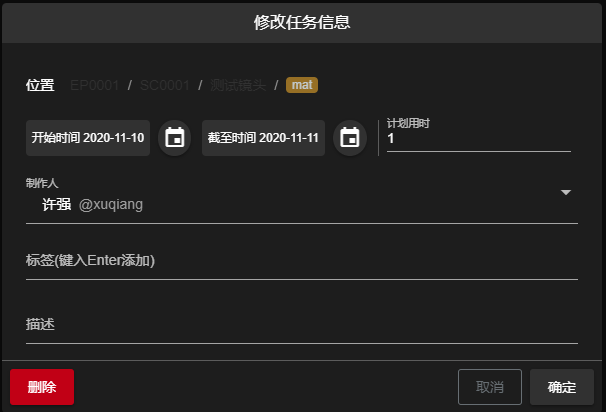 修改任务信息
位置 EP0001 / SC0001 / 测试镜头 / mat
开始时间 2020-11-10 截至时间 2020-11-11 计划用时
1
制作人
许强 @xuqiang
标签(键入Enter添加)
描述
删除 取消 确定